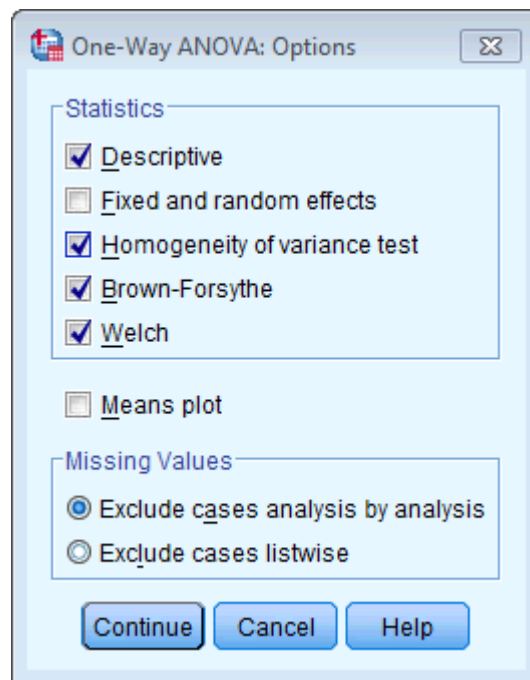 One-Way ANOVA: Options
Statistics
Descriptive
Fixed and random effects
Homogeneity of variance test
Brown-Forsythe
Welch
Means plot
Missing Values
Exclude cases analysis by analysis
Exclude cases listwise
Continue Cancel Help